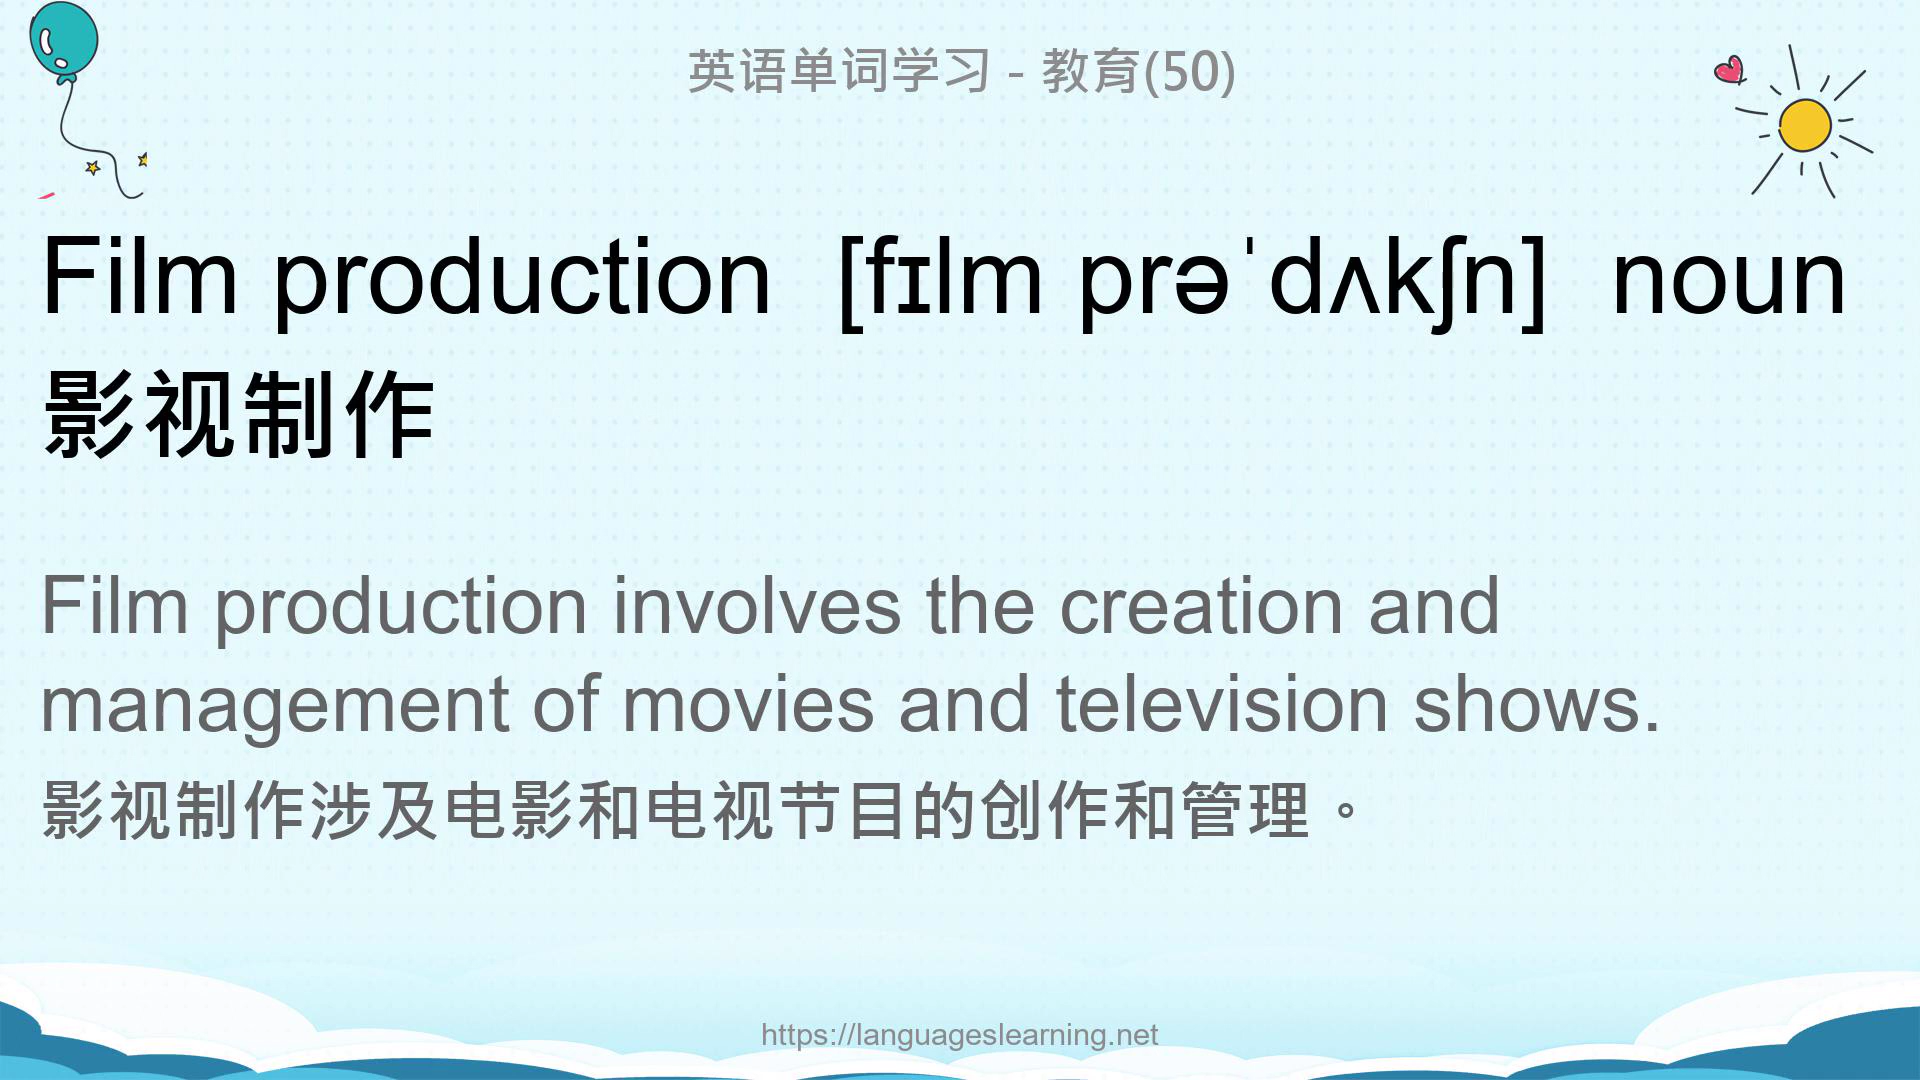 英语单词学习 - 教育(50)
Film production [fɪlm prəˈdʌkʃn] noun
影视制作
Film production involves the creation and
management of movies and television shows.
影视制作涉及电影和电视节目的创作和管理。
https://languageslearning.net